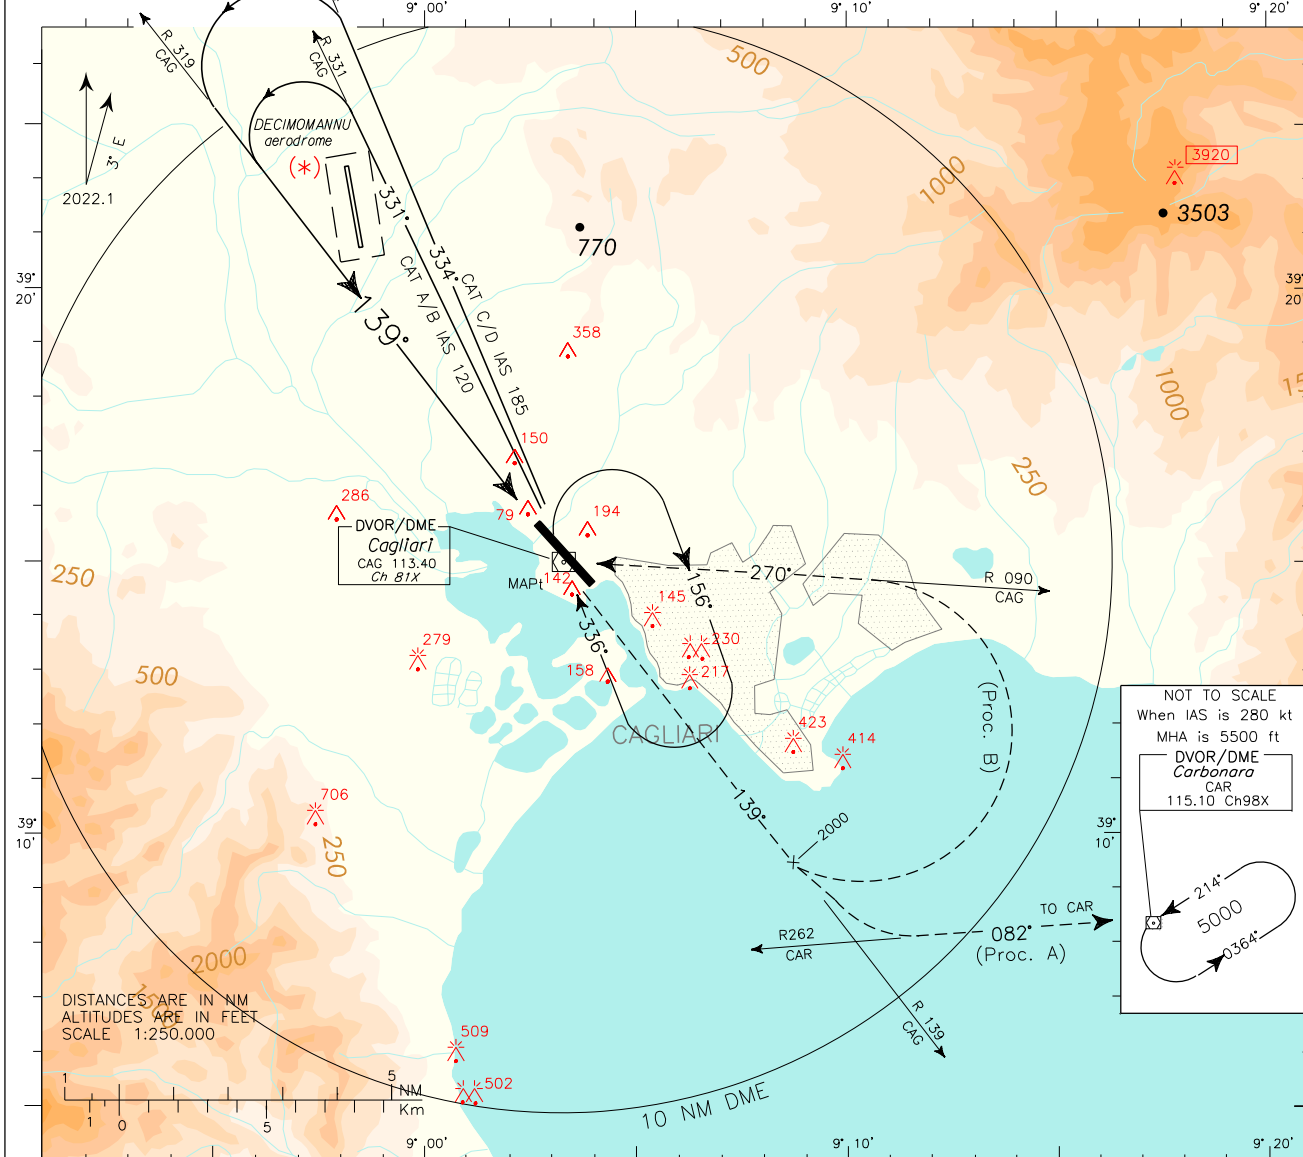 9° 00'
9° 10'
9° 20'
R 319
CAG
R 331
CAG
500
3° E
2022.1
DECIMOMANNU
aerodrome
(*)
331°
334°
CAT A/B IAS 120
CAT C/D IAS 185
139°
1000
3920
3503
770
39°
20'
39°
20'
358
1000
150
250
286
79
194
DVOR/DME
Cagliari
CAG 113.40
Ch 81X
MAPt
142
250
270°
R 090
CAG
156°
145
336°
230
279
217
158
500
CAGLIARI
423
414
(Proc. B)
NOT TO SCALE
When IAS is 280 kt
MHA is 5500 ft
DVOR/DME
Carbonara
CAR
115.10 Ch98X
706
250
139°
2000
39°
10'
39°
10'
214°
5000
0364°
TO CAR
R262
CAR
082°
(Proc. A)
2000
1500
DISTANCES ARE IN NM
ALTITUDES ARE IN FEET
SCALE 1:250.000
R 139
CAG
509
502
1
5
NM
Km
1
0
5
10 NM DME
9° 00'
9° 10'
9° 20'